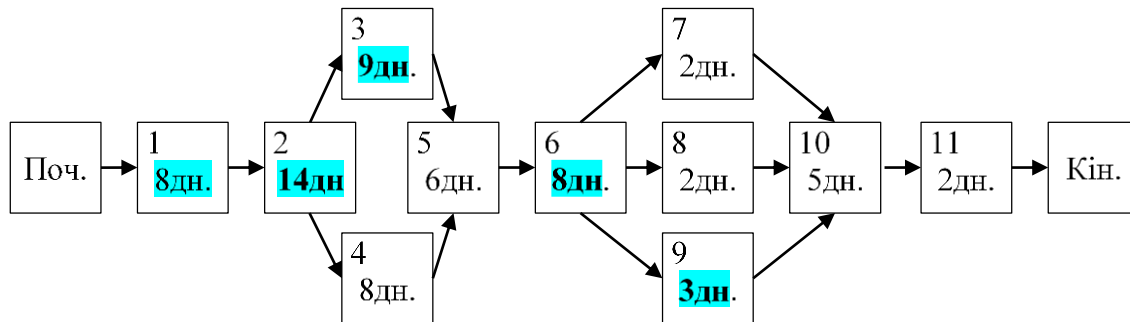 Поч.
1
8дн.
2
14дн
3
9дн.
4
8дн.
5
6дн.
6
8дн.
7
2дн.
8
2дн.
9
3дн.
10
5дн.
11
2дн.
Кін.